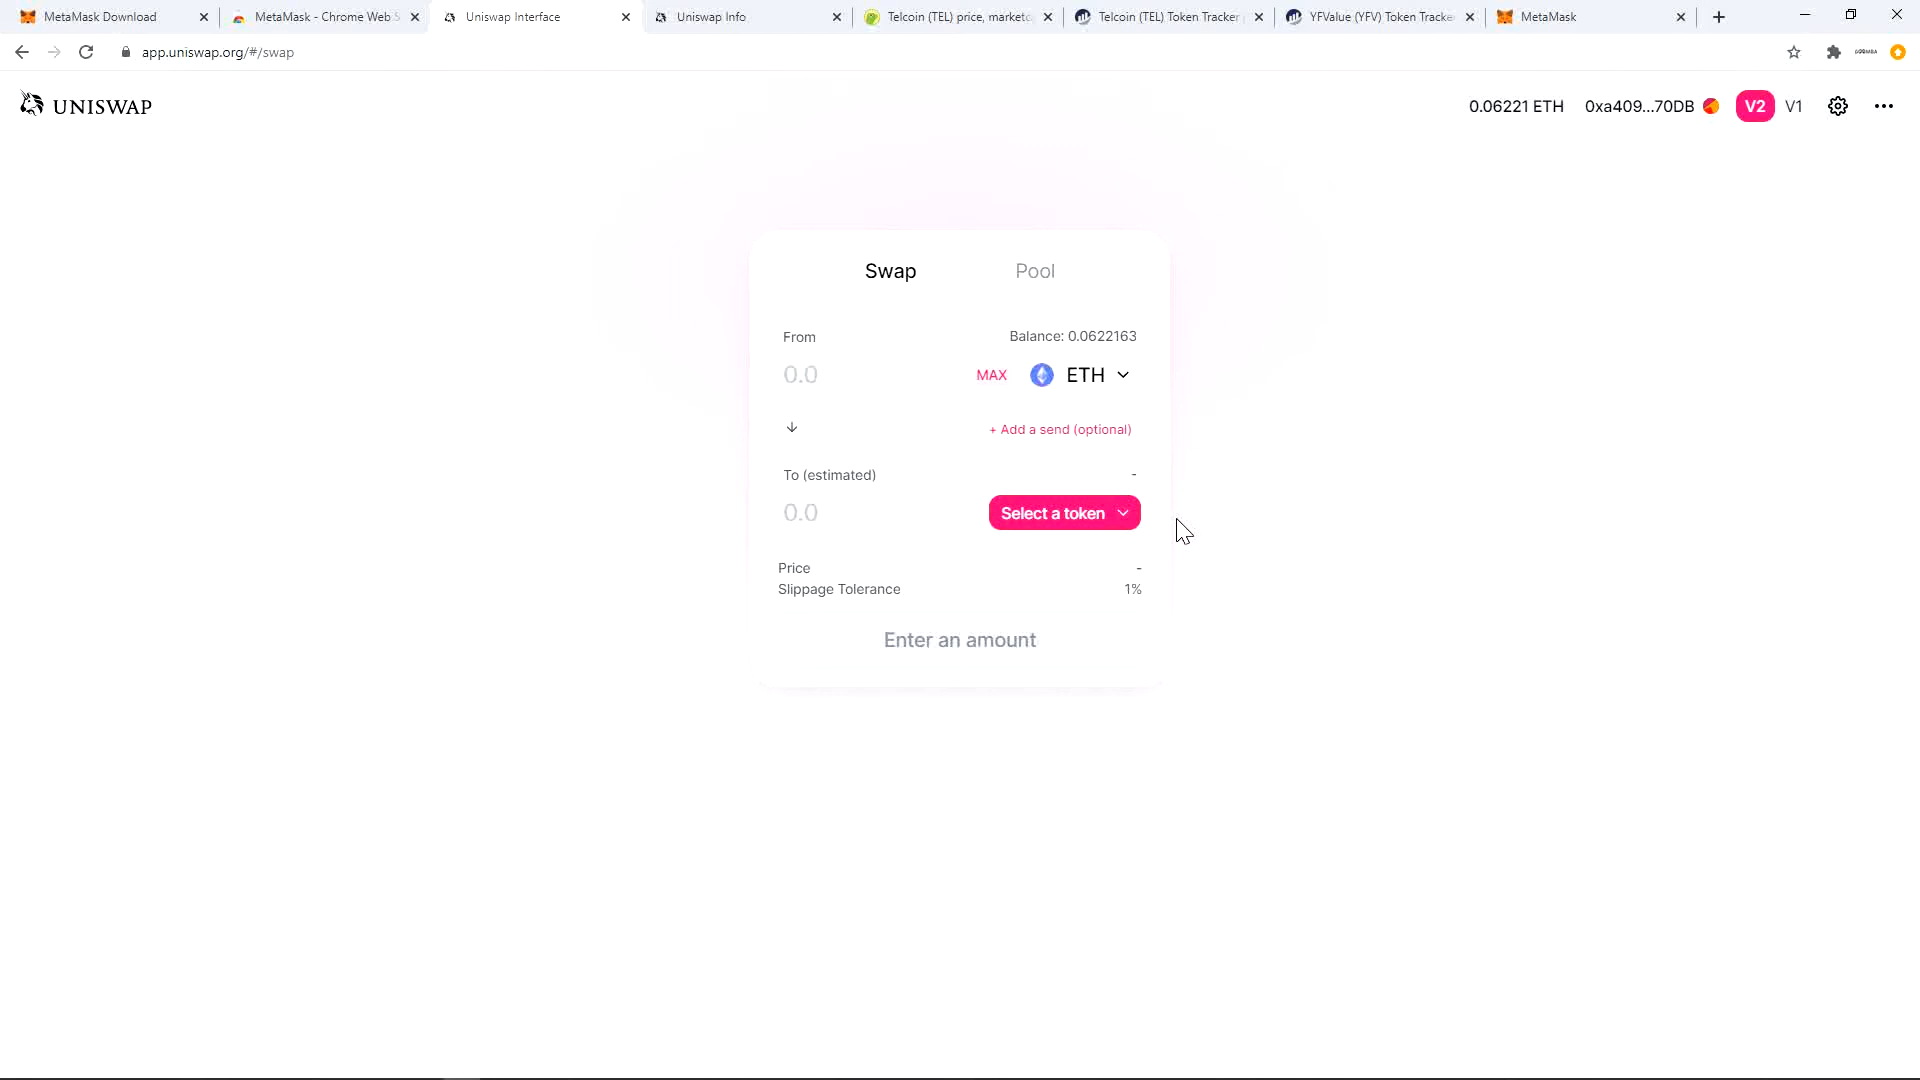 MetaMask Download
MetaMask - Chrome Web S
Uniswap Interface
Uniswap Info
Telcoin (TEL) price, marketc
Telcoin (TEL) Token Tracker
YFValue (YFV) Token Tracke
MetaMask
app.uniswap.org/#/swap
UNISWAP
0.06221 ETH
0xa409...70DB
V2
V1
Swap
Pool
From
Balance: 0.0622163
0.0
MAX
ETH
+ Add a send (optional)
To (estimated)
-
0.0
Select a token
Price
-
Slippage Tolerance
1%
Enter an amount